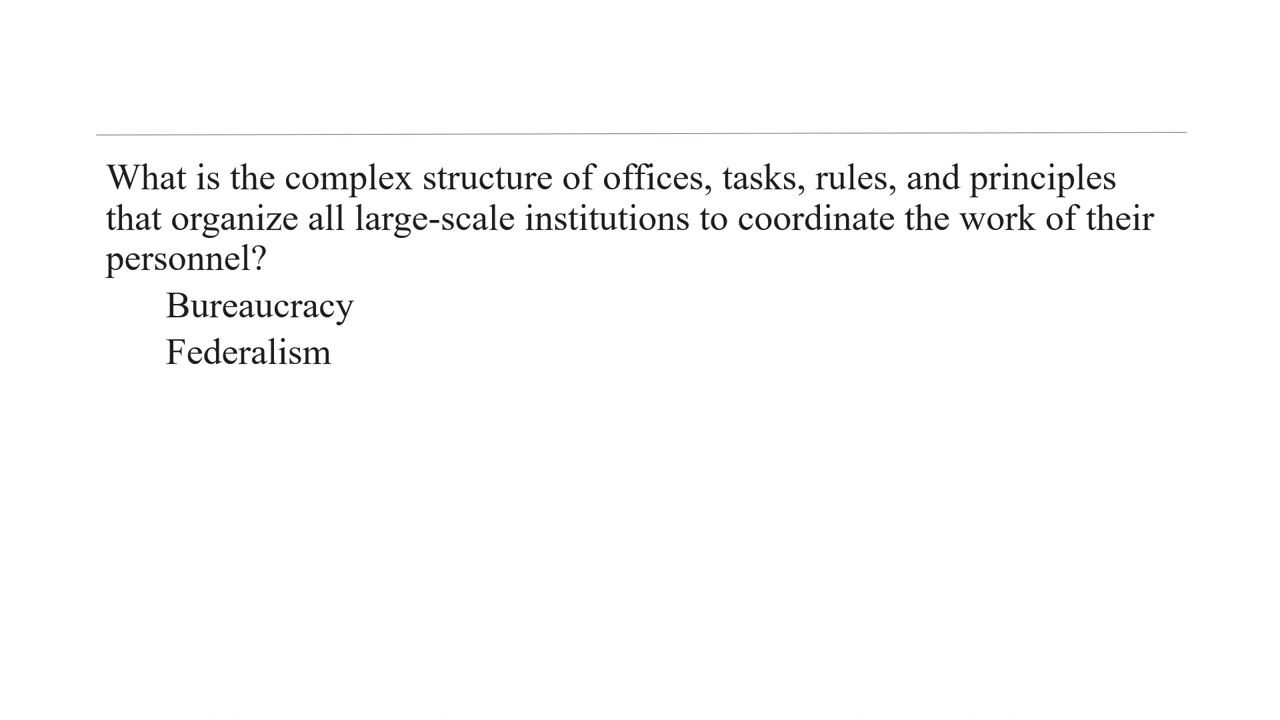 What is the complex structure of offices, tasks, rules, and principles
that organize all large-scale institutions to coordinate the work of their
personnel?
Bureaucracy
Federalism